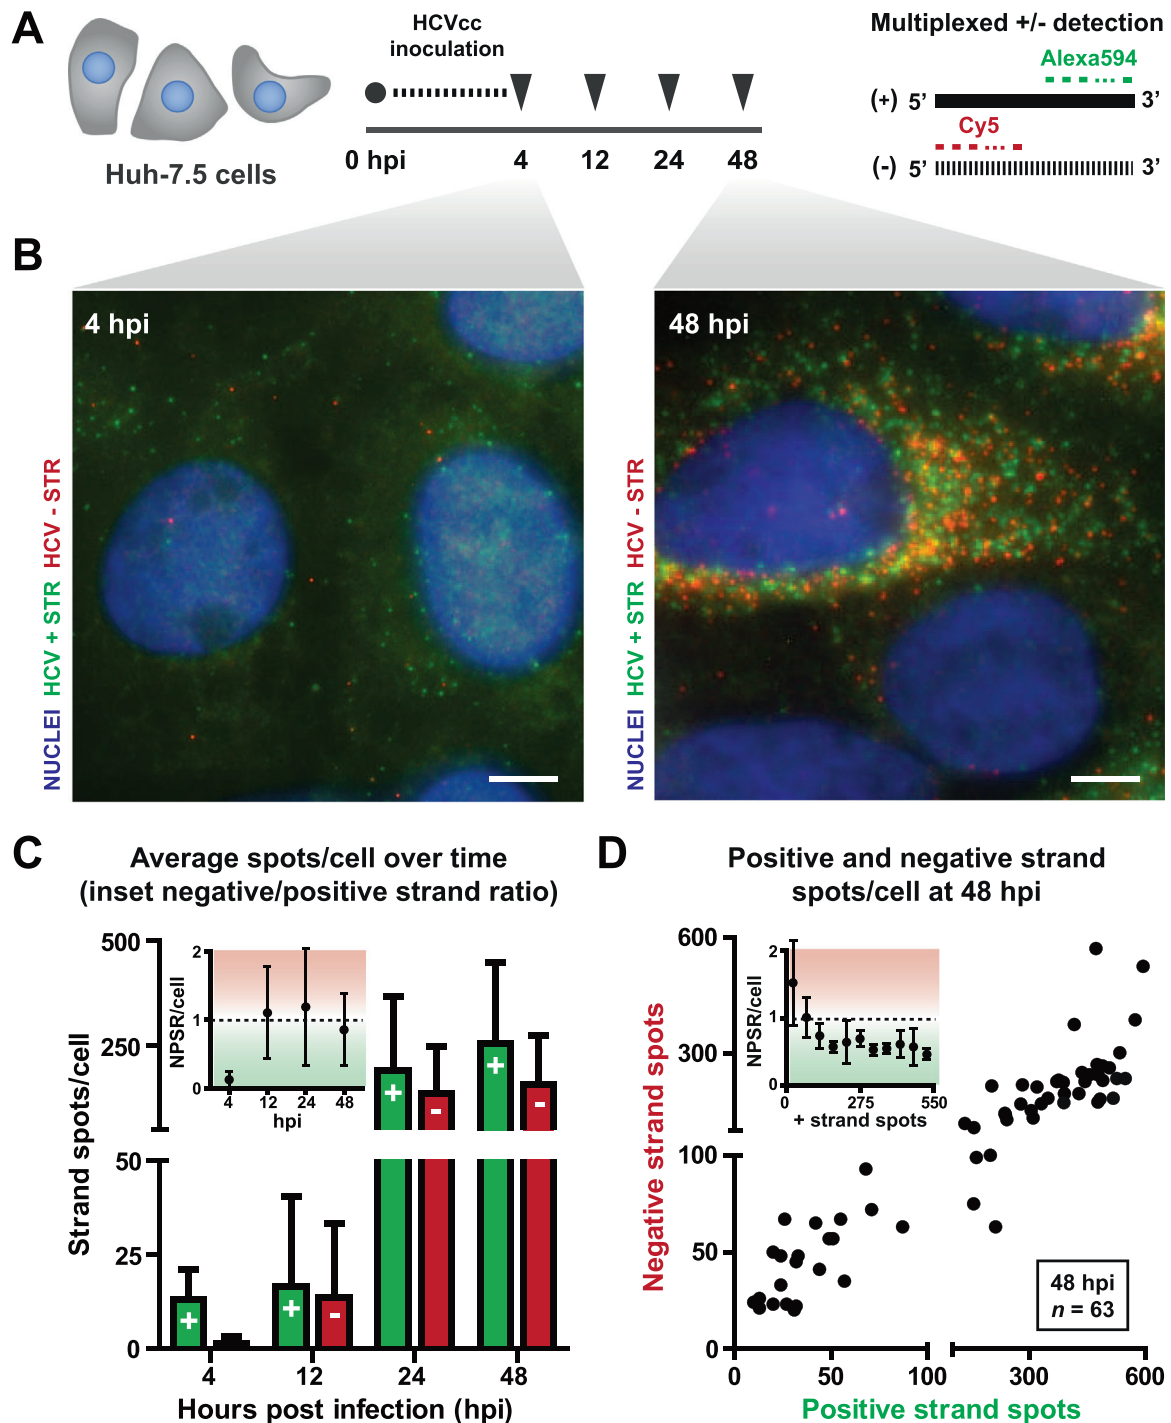 A
HCVcc
inoculation
Multiplexed +/- detection
Alexa594
(+) 5’ 3’
Cy5
(-) 5’ 3’
0 hpi 4 12 24 48
Huh-7.5 cells
B
4 hpi
NUCLEI HCV + STR HCV - STR
48 hpi
NUCLEI HCV + STR HCV - STR
C
Average spots/cell over time
(inset negative/positive strand ratio)
Strand spots/cell
500
250
50
25
0
NPSR/cell
2
1
0
4 12 24 48
hpi
+ -
+ -
+
+
-
4 12 24 48
Hours post infection (hpi)
D
Positive and negative strand
spots/cell at 48 hpi
Negative strand spots
600
300
100
50
0
NPSR/cell
2
1
0
0 275 550
+ strand spots
48 hpi
n = 63
0 50 100 300 600
Positive strand spots